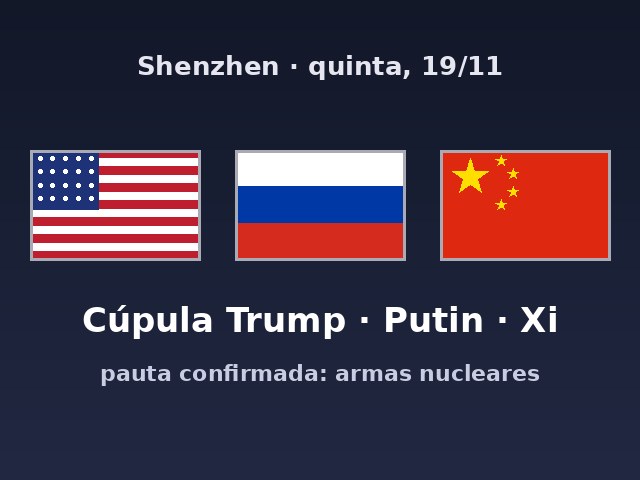 Shenzhen · quinta, 19/11
Cúpula Trump · Putin · Xi
pauta confirmada: armas nucleares